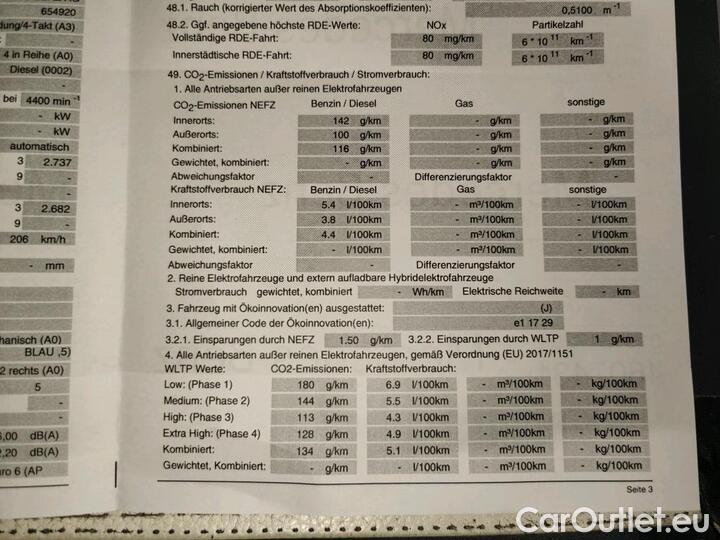 654920
dung/4-Takt (A3)
-
4 in Reihe (A0)
Diesel (0002)
-
bei 4400 min⁻¹
- kW
- kW
automatisch
3 2.737
9 -
-
3 2.682
9 -
206 km/h
- mm
hanisch (A0)
BLAU ,5)
2 rechts (A0)
5
-
-
6,00 dB(A)
2,20 dB(A)
uro 6 (AP
48.1. Rauch (korrigierter Wert des Absorptionskoeffizienten): 0,5100 m⁻¹
48.2. Ggf. angegebene höchste RDE-Werte: NOx Partikelzahl
Vollständige RDE-Fahrt: 80 mg/km 6 * 10 ¹¹ km⁻¹
Innerstädtische RDE-Fahrt: 80 mg/km 6 * 10 ¹¹ km⁻¹
49. CO₂-Emissionen / Kraftstoffverbrauch / Stromverbrauch:
1. Alle Antriebsarten außer reinen Elektrofahrzeugen
CO₂-Emissionen NEFZ Benzin / Diesel Gas sonstige
Innerorts: 142 g/km - g/km - g/km
Außerorts: 100 g/km - g/km - g/km
Kombiniert: 116 g/km - g/km - g/km
Gewichtet, kombiniert: - g/km - g/km - g/km
Abweichungsfaktor - Differenzierungsfaktor -
Kraftstoffverbrauch NEFZ: Benzin / Diesel Gas sonstige
Innerorts: 5.4 l/100km - m³/100km - l/100km
Außerorts: 3.8 l/100km - m³/100km - l/100km
Kombiniert: 4.4 l/100km - m³/100km - l/100km
Gewichtet, kombiniert: - l/100km - m³/100km - l/100km
Abweichungsfaktor - Differenzierungsfaktor -
2. Reine Elektrofahrzeuge und extern aufladbare Hybridelektrofahrzeuge
Stromverbrauch gewichtet, kombiniert - Wh/km Elektrische Reichweite - km
3. Fahrzeug mit Ökoinnovation(en) ausgestattet: (J)
3.1. Allgemeiner Code der Ökoinnovation(en): e1 17 29
3.2.1. Einsparungen durch NEFZ 1.50 g/km 3.2.2. Einsparungen durch WLTP 1 g/km
4. Alle Antriebsarten außer reinen Elektrofahrzeugen, gemäß Verordnung (EU) 2017/1151
WLTP Werte: CO2-Emissionen: Kraftstoffverbrauch:
Low: (Phase 1) 180 g/km 6.9 l/100km - m³/100km - kg/100km
Medium: (Phase 2) 144 g/km 5.5 l/100km - m³/100km - kg/100km
High: (Phase 3) 113 g/km 4.3 l/100km - m³/100km - kg/100km
Extra High: (Phase 4) 128 g/km 4.9 l/100km - m³/100km - kg/100km
Kombiniert: 134 g/km 5.1 l/100km - m³/100km - kg/100km
Gewichtet, Kombiniert: - g/km - l/100km - m³/100km - kg/100km
Seite 3
CarOutlet.eu